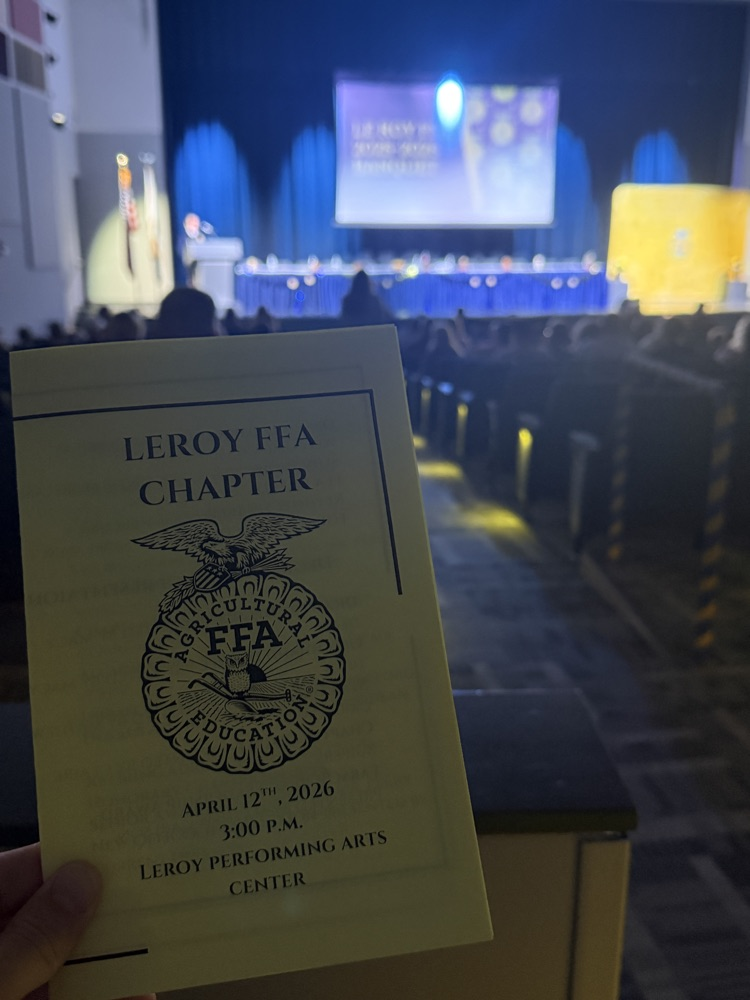 LEROY FFA
CHAPTER
AGRICULTURAL
FFA
EDUCATION®
APRIL 12TH, 2026
3:00 P.M.
LEROY PERFORMING ARTS
CENTER